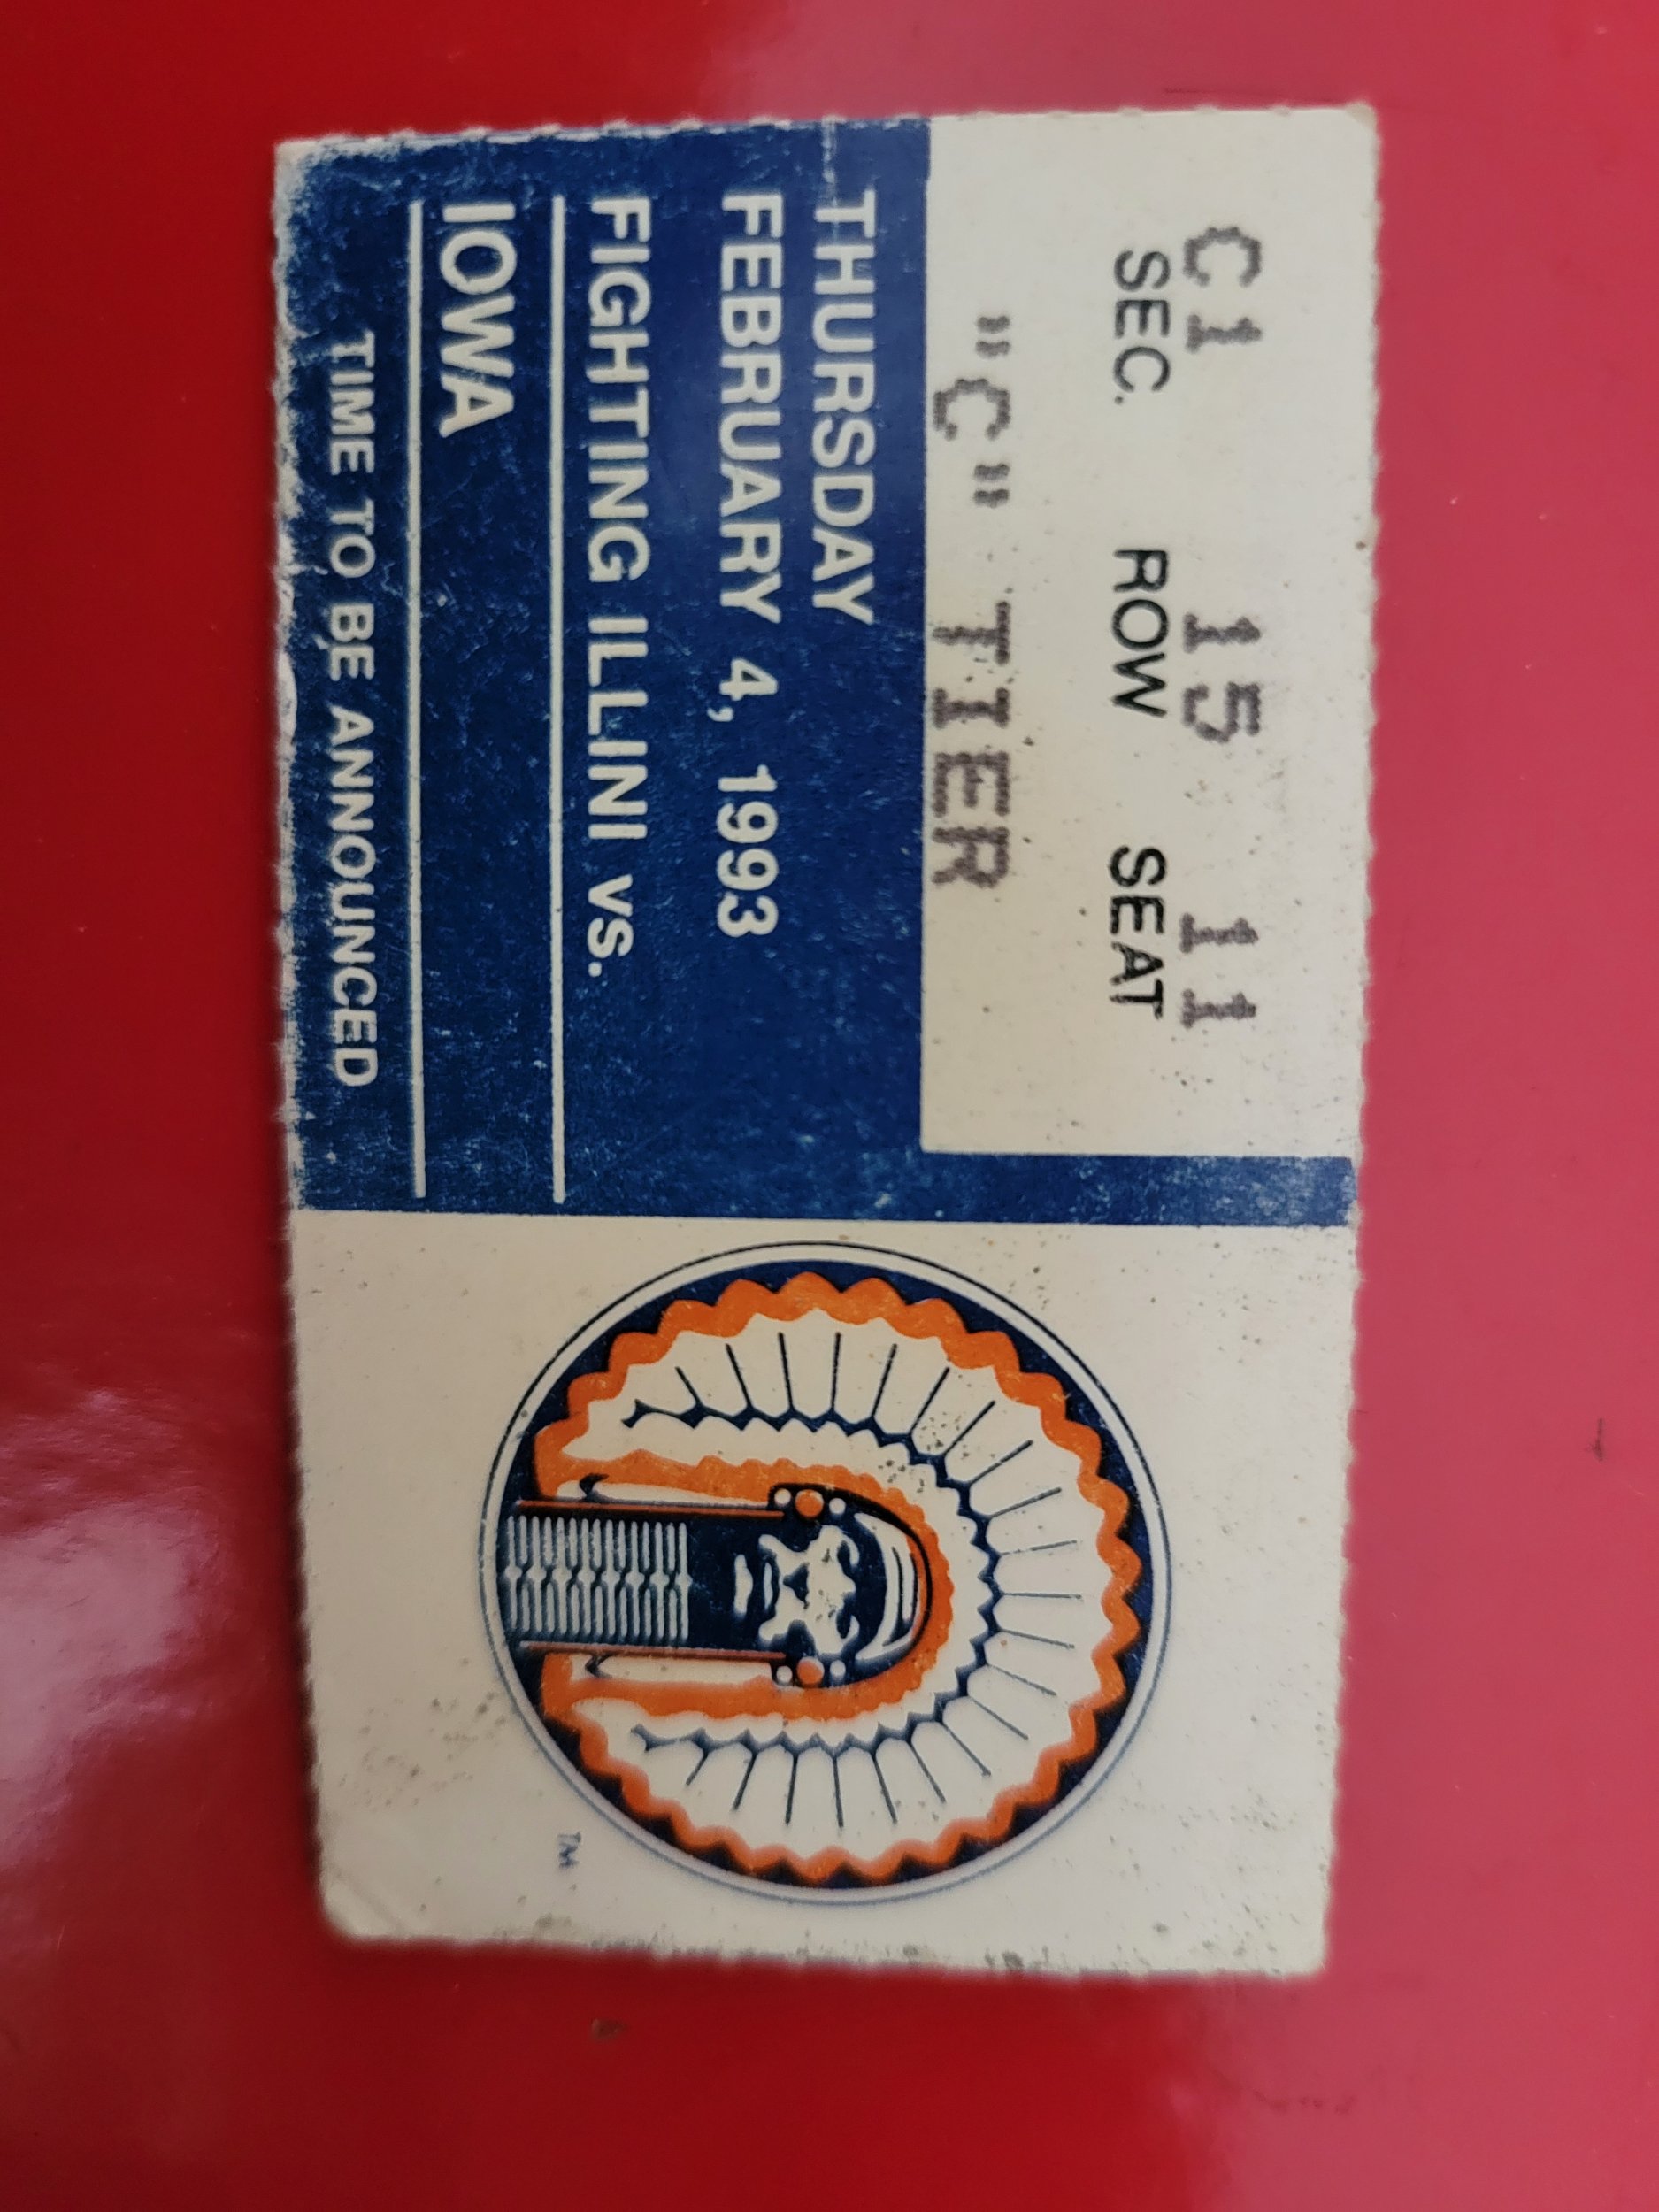 C1 15 11
SEC. ROW SEAT
"C" TIER
THURSDAY
FEBRUARY 4, 1993
FIGHTING ILLINI VS.
IOWA
TIME TO BE ANNOUNCED
TM